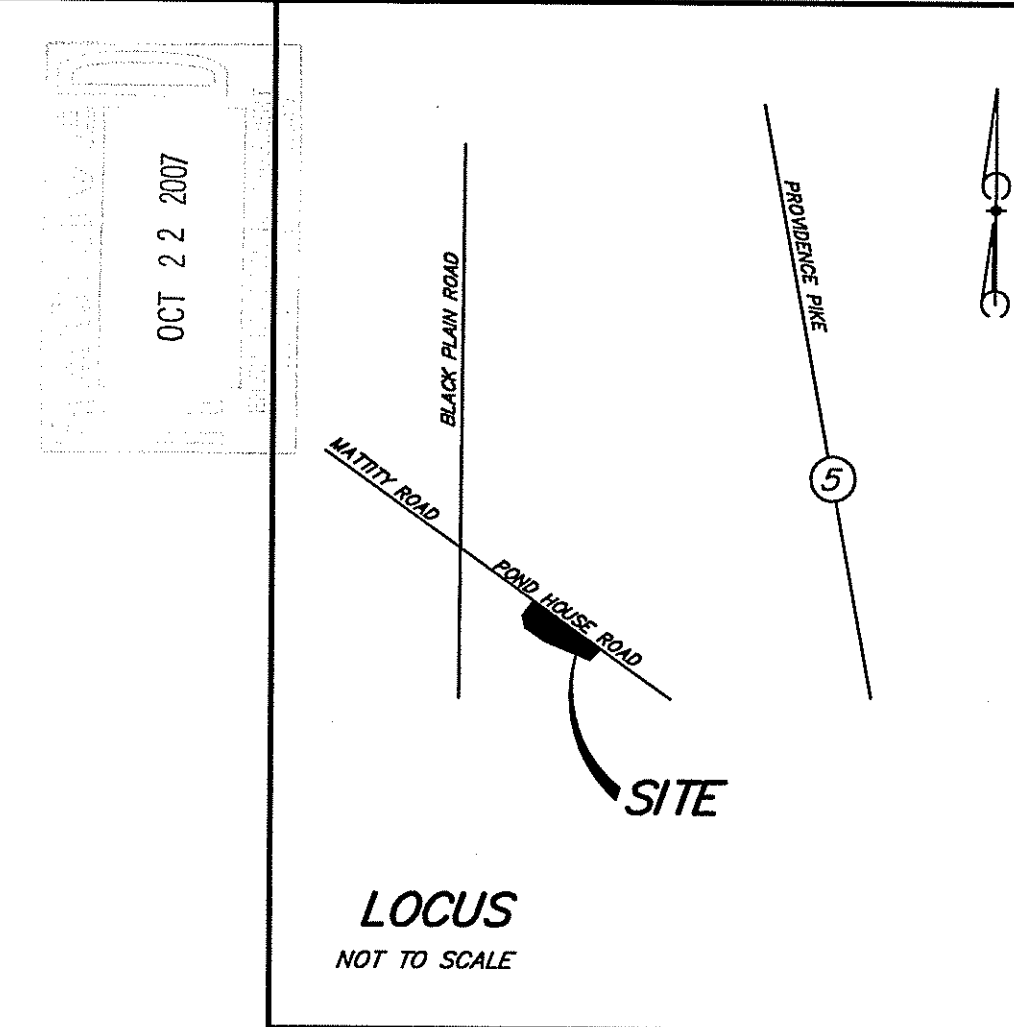 OCT 2 2 2007
BLACK PLAIN ROAD
PROVIDENCE PIKE
5
MATTITY ROAD
POND HOUSE ROAD
SITE
LOCUS
NOT TO SCALE